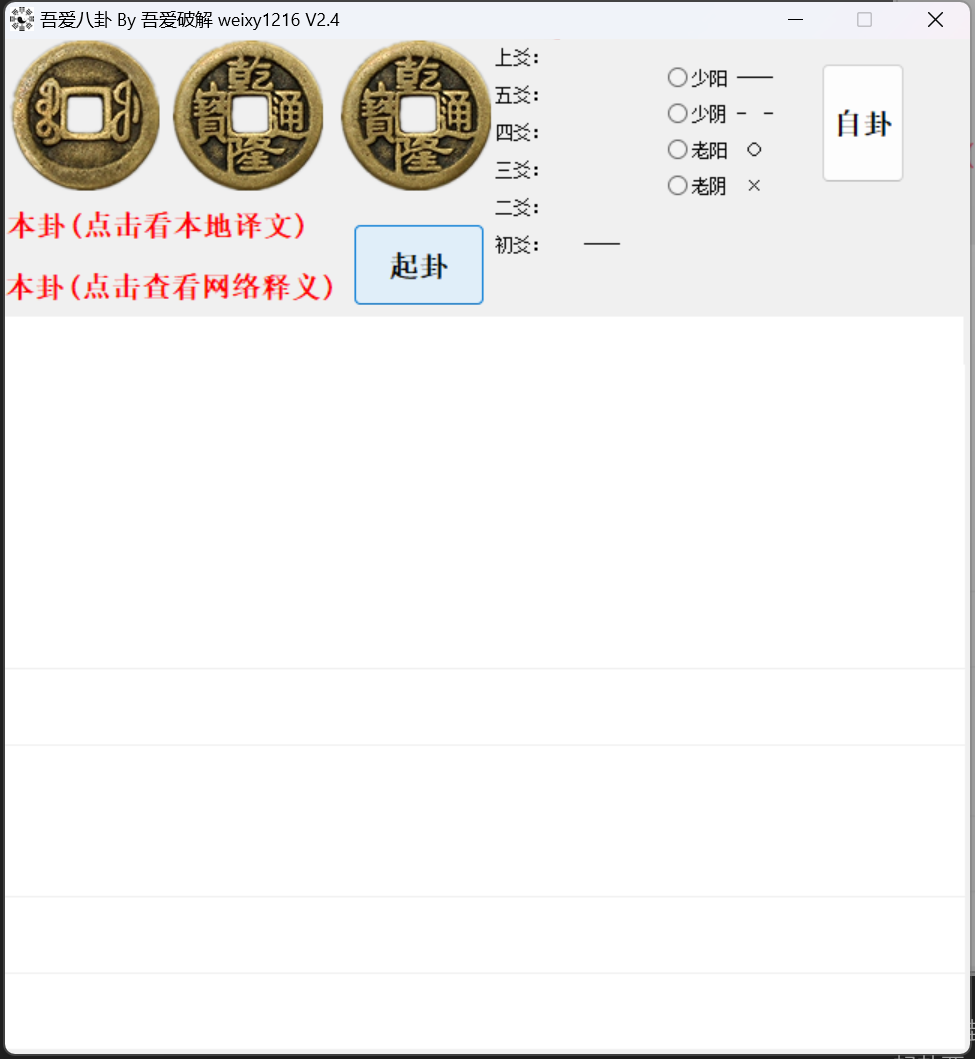 吾爱八卦 By 吾爱破解 weixy1216 V2.4
乾隆通寶
乾隆通寶
上爻：
五爻：
四爻：
三爻：
二爻：
初爻： —
少阳 —
少阴 - -
老阳 ○
老阴 ×
自卦
本卦(点击看本地译文)
本卦(点击查看网络释义)
起卦